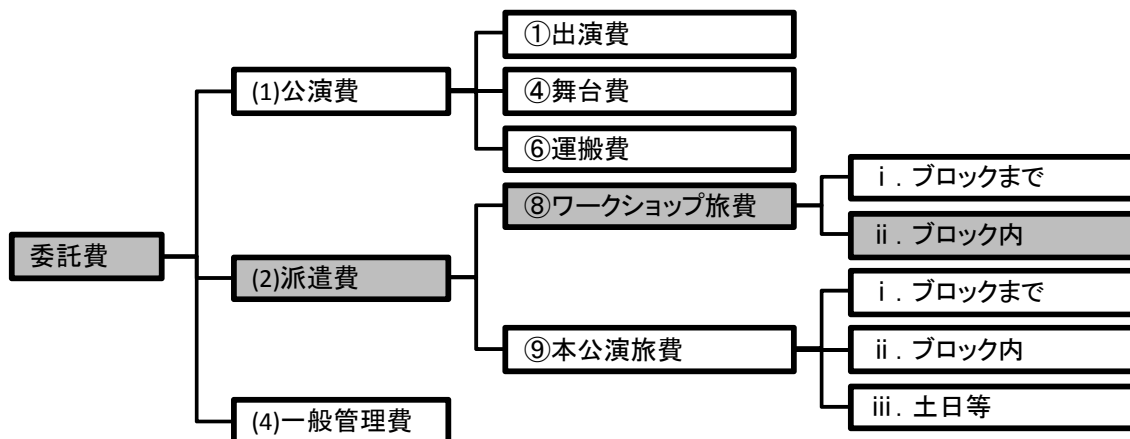 ①出演費
(1)公演費
④舞台費
⑥運搬費
ⅰ. ブロックまで
⑧ワークショップ旅費
ⅱ. ブロック内
委託費
(2)派遣費
ⅰ. ブロックまで
⑨本公演旅費
ⅱ. ブロック内
ⅲ. 土日等
(4)一般管理費